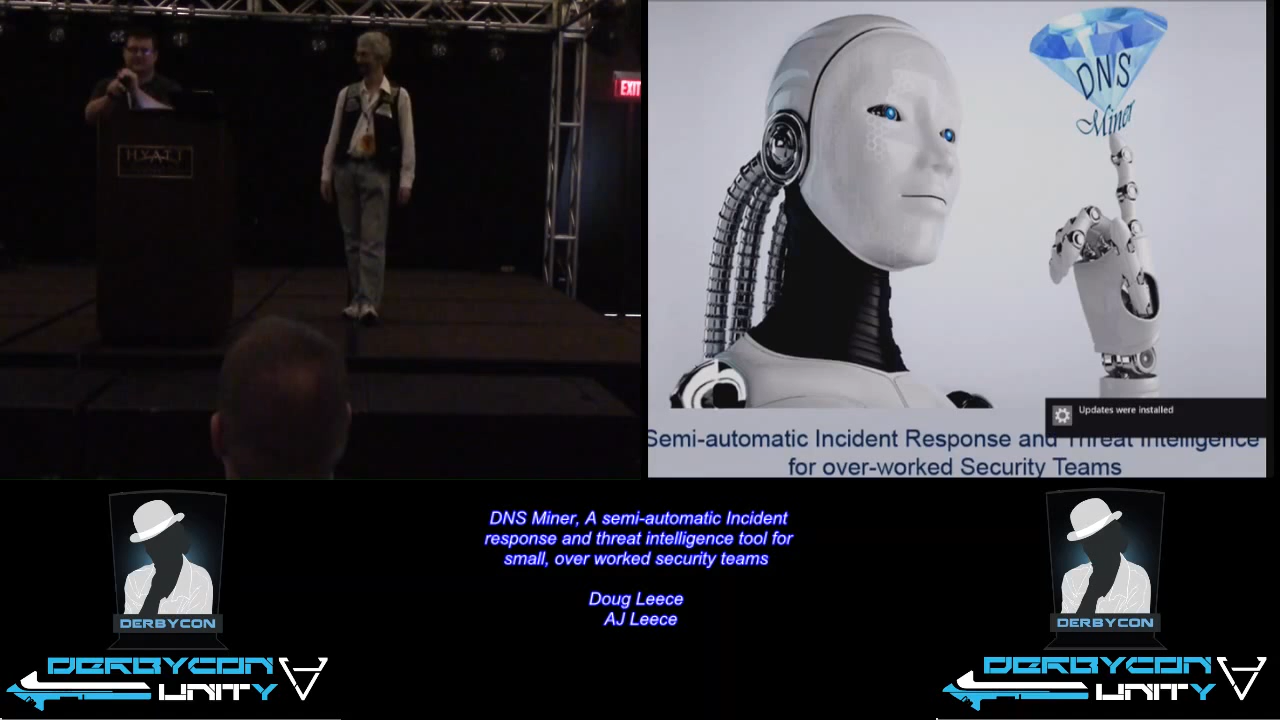 HYATT
EXIT
DNS
Miner
Updates were installed
Semi-automatic Incident Response and Threat Intelligence
for over-worked Security Teams
DNS Miner, A semi-automatic Incident
response and threat intelligence tool for
small, over worked security teams
Doug Leece
AJ Leece
DERBYCON
DERBYCON
UNITY
DERBYCON
DERBYCON
UNITY